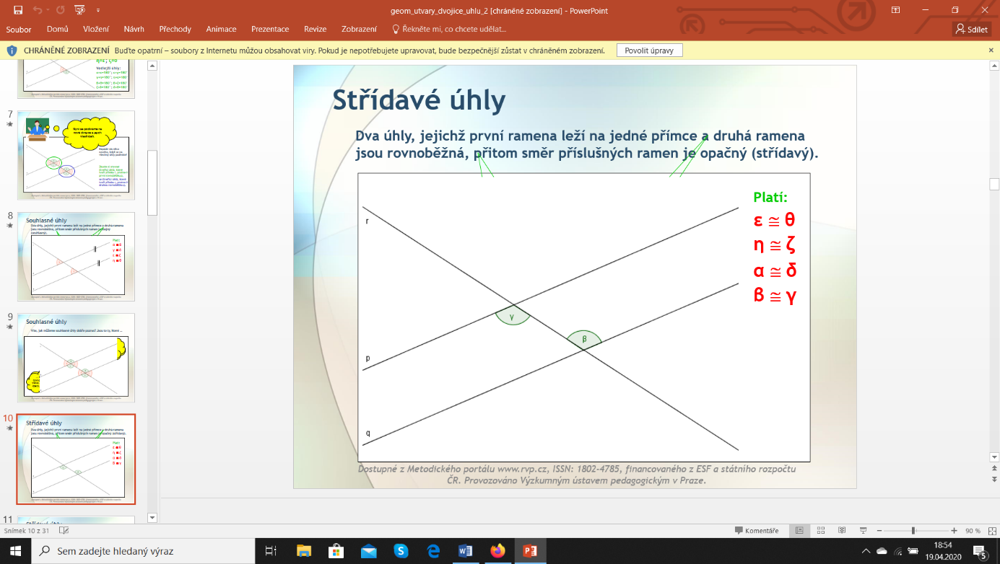 geom_utvary_dvojice_uhlu_2 [chráněné zobrazení] - PowerPoint
Soubor Domů Vložení Návrh Přechody Animace Prezentace Revize Zobrazení Řekněte mi, co chcete udělat... Sdílet
CHRÁNĚNÉ ZOBRAZENÍ Buďte opatrní – soubory z Internetu můžou obsahovat viry. Pokud je nepotřebujete upravovat, bude bezpečnější zůstat v chráněném zobrazení. Povolit úpravy
7
8
Souhlasné úhly
9
Souhlasné úhly
10
Střídavé úhly
11
Střídavé úhly
Dva úhly, jejichž první ramena leží na jedné přímce a druhá ramena
jsou rovnoběžná, přitom směr příslušných ramen je opačný (střídavý).
Platí:
ε ≅ θ
η ≅ ζ
α ≅ δ
β ≅ γ
r
γ
β
p
q
Dostupné z Metodického portálu www.rvp.cz, ISSN: 1802-4785, financovaného z ESF a státního rozpočtu
ČR. Provozováno Výzkumným ústavem pedagogickým v Praze.
Snímek 10 z 31 Komentáře 90 %
Sem zadejte hledaný výraz
18:54
19.04.2020
5